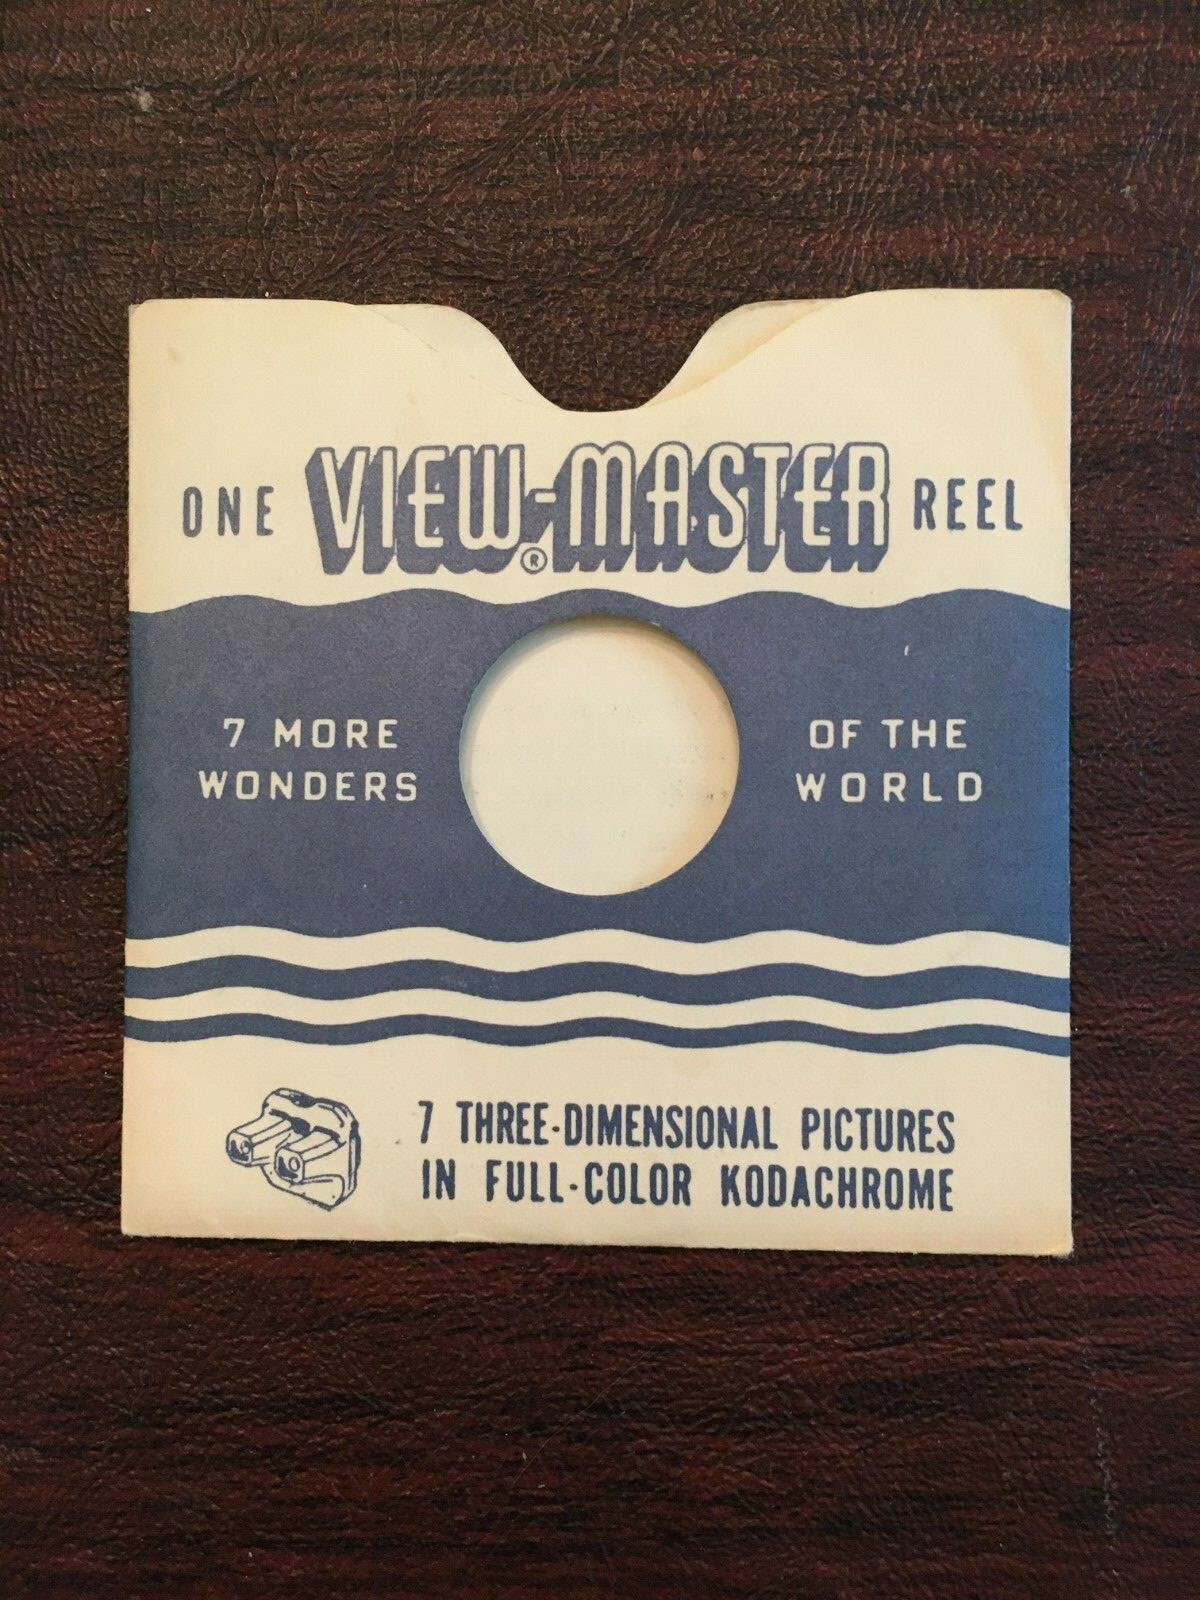 ONE VIEW-MASTER® REEL
7 MORE OF THE
WONDERS WORLD
7 THREE-DIMENSIONAL PICTURES
IN FULL-COLOR KODACHROME